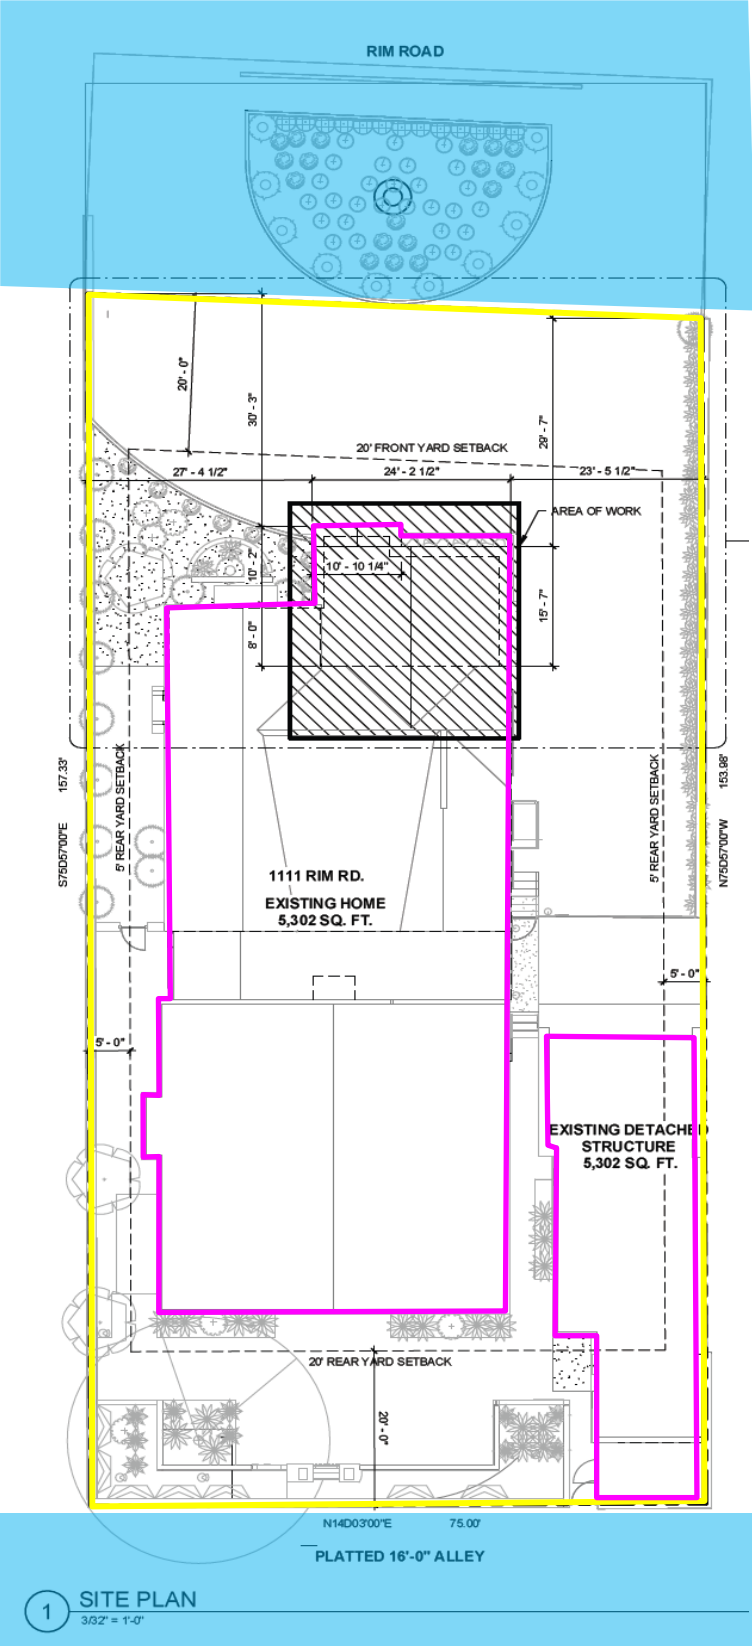 RIM ROAD
20' - 0"
30' - 3"
29' - 7"
20' FRONT YARD SETBACK
27' - 4 1/2"
24' - 2 1/2"
23' - 5 1/2"
AREA OF WORK
10' - 2"
10' - 10 1/4"
15' - 7"
8' - 0"
S75D57'00"E 157.33'
5' REAR YARD SETBACK
5' REAR YARD SETBACK
N75D57'00"W 153.98'
1111 RIM RD.
EXISTING HOME
5,302 SQ. FT.
5' - 0"
5' - 0"
EXISTING DETACHED
STRUCTURE
5,302 SQ. FT.
20' REAR YARD SETBACK
20' - 0"
N14D03'00"E 75.00'
PLATTED 16'-0" ALLEY
1 SITE PLAN
3/32" = 1'-0"